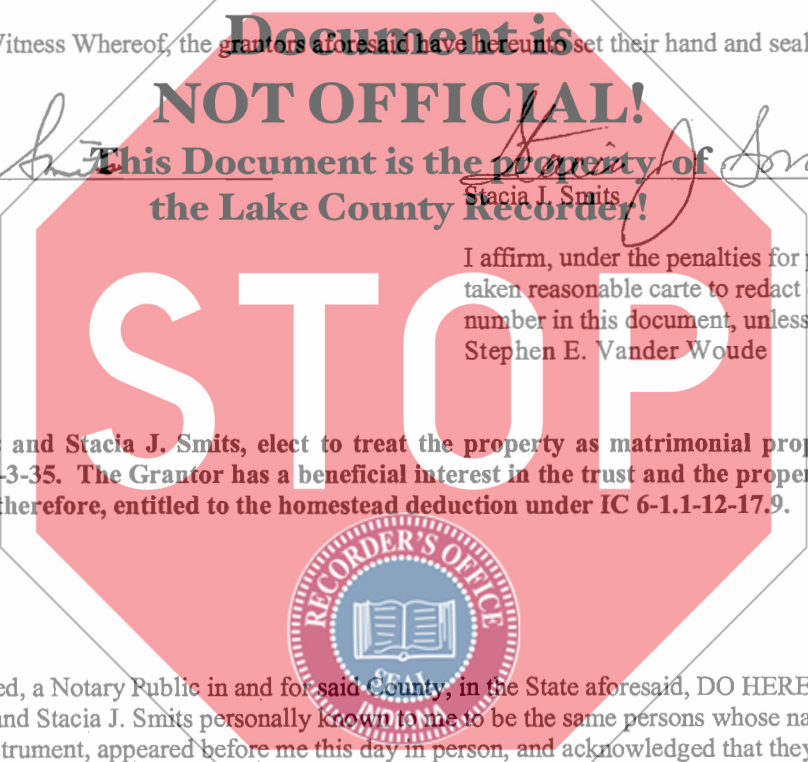 Document is
Witness Whereof, the grantors aforesaid have hereunto set their hand and seal
NOT OFFICIAL!
This Document is the property of
the Lake County Recorder!
Stacia J. Smits
I affirm, under the penalties for
taken reasonable carte to redact
number in this document, unless
Stephen E. Vander Woude
STOP
and Stacia J. Smits, elect to treat the property as matrimonial prop
-3-35. The Grantor has a beneficial interest in the trust and the proper
therefore, entitled to the homestead deduction under IC 6-1.1-12-17.9.
RECORDER'S OFFICE
SEAL
INDIANA
ed, a Notary Public in and for said County, in the State aforesaid, DO HERE
and Stacia J. Smits personally known to me to be the same persons whose na
strument, appeared before me this day in person, and acknowledged that they